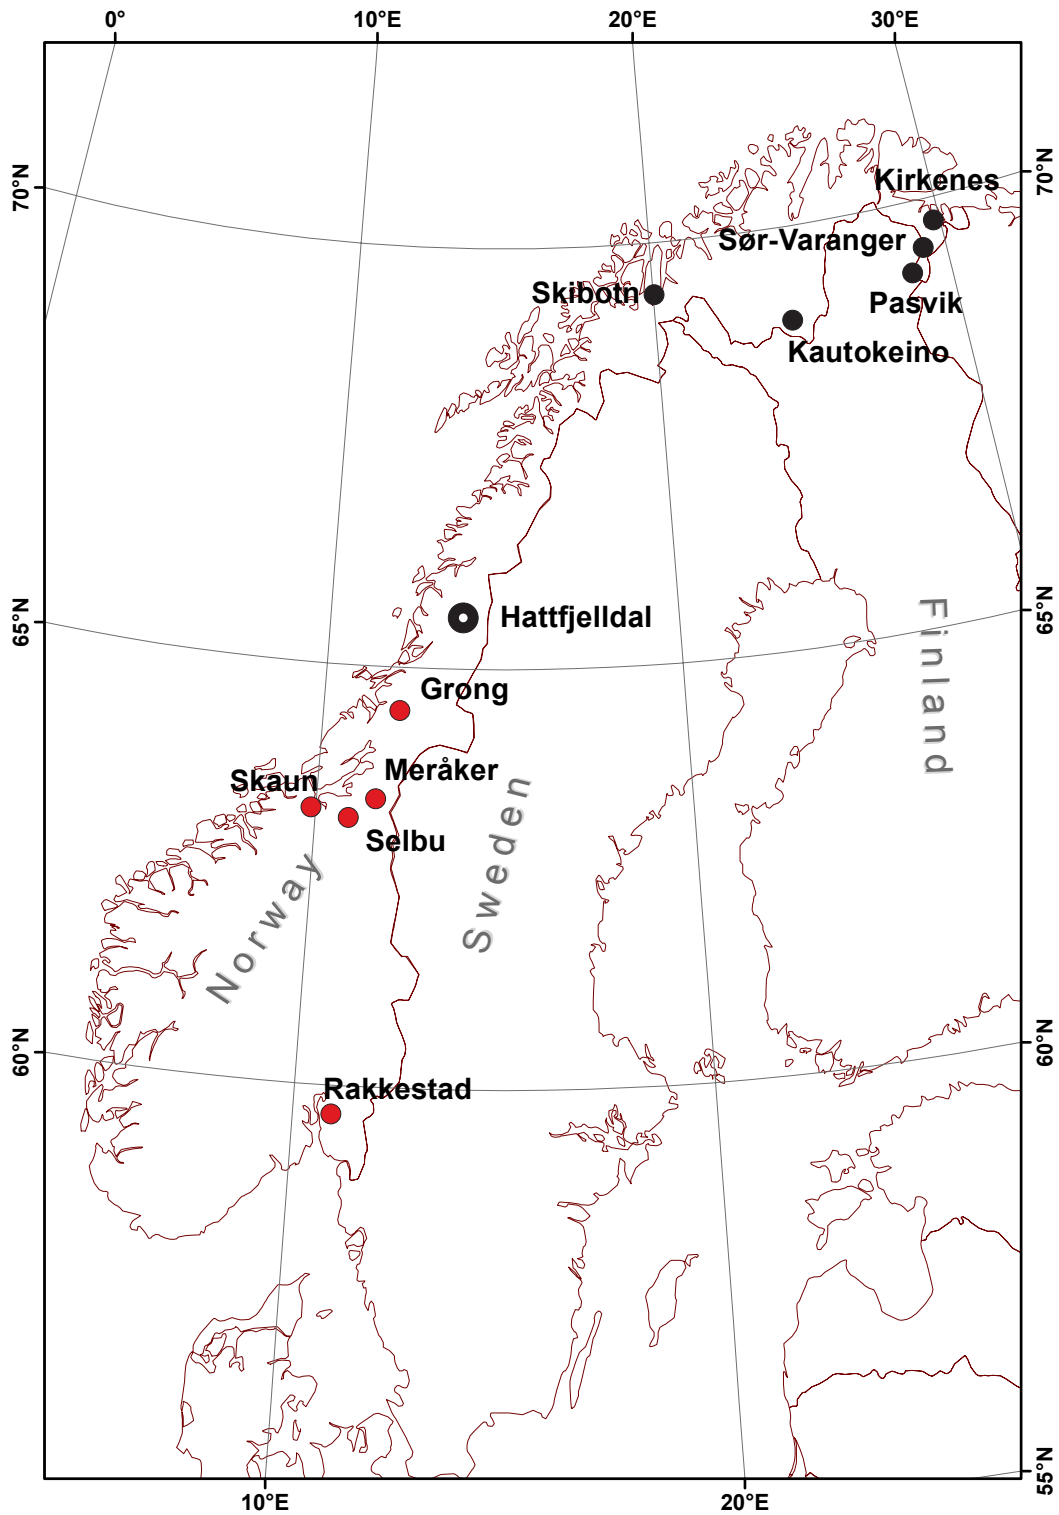 0°
10°E
20°E
30°E
70°N
70°N
Kirkenes
Sør-Varanger
Skibotn
Pasvik
Kautokeino
65°N
65°N
Hattfjelldal
Finland
Grong
Meråker
Skaun
Selbu
Sweden
Norway
60°N
60°N
Rakkestad
55°N
10°E
20°E